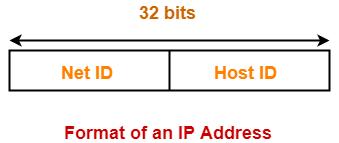 32 bits
Net ID Host ID
Format of an IP Address